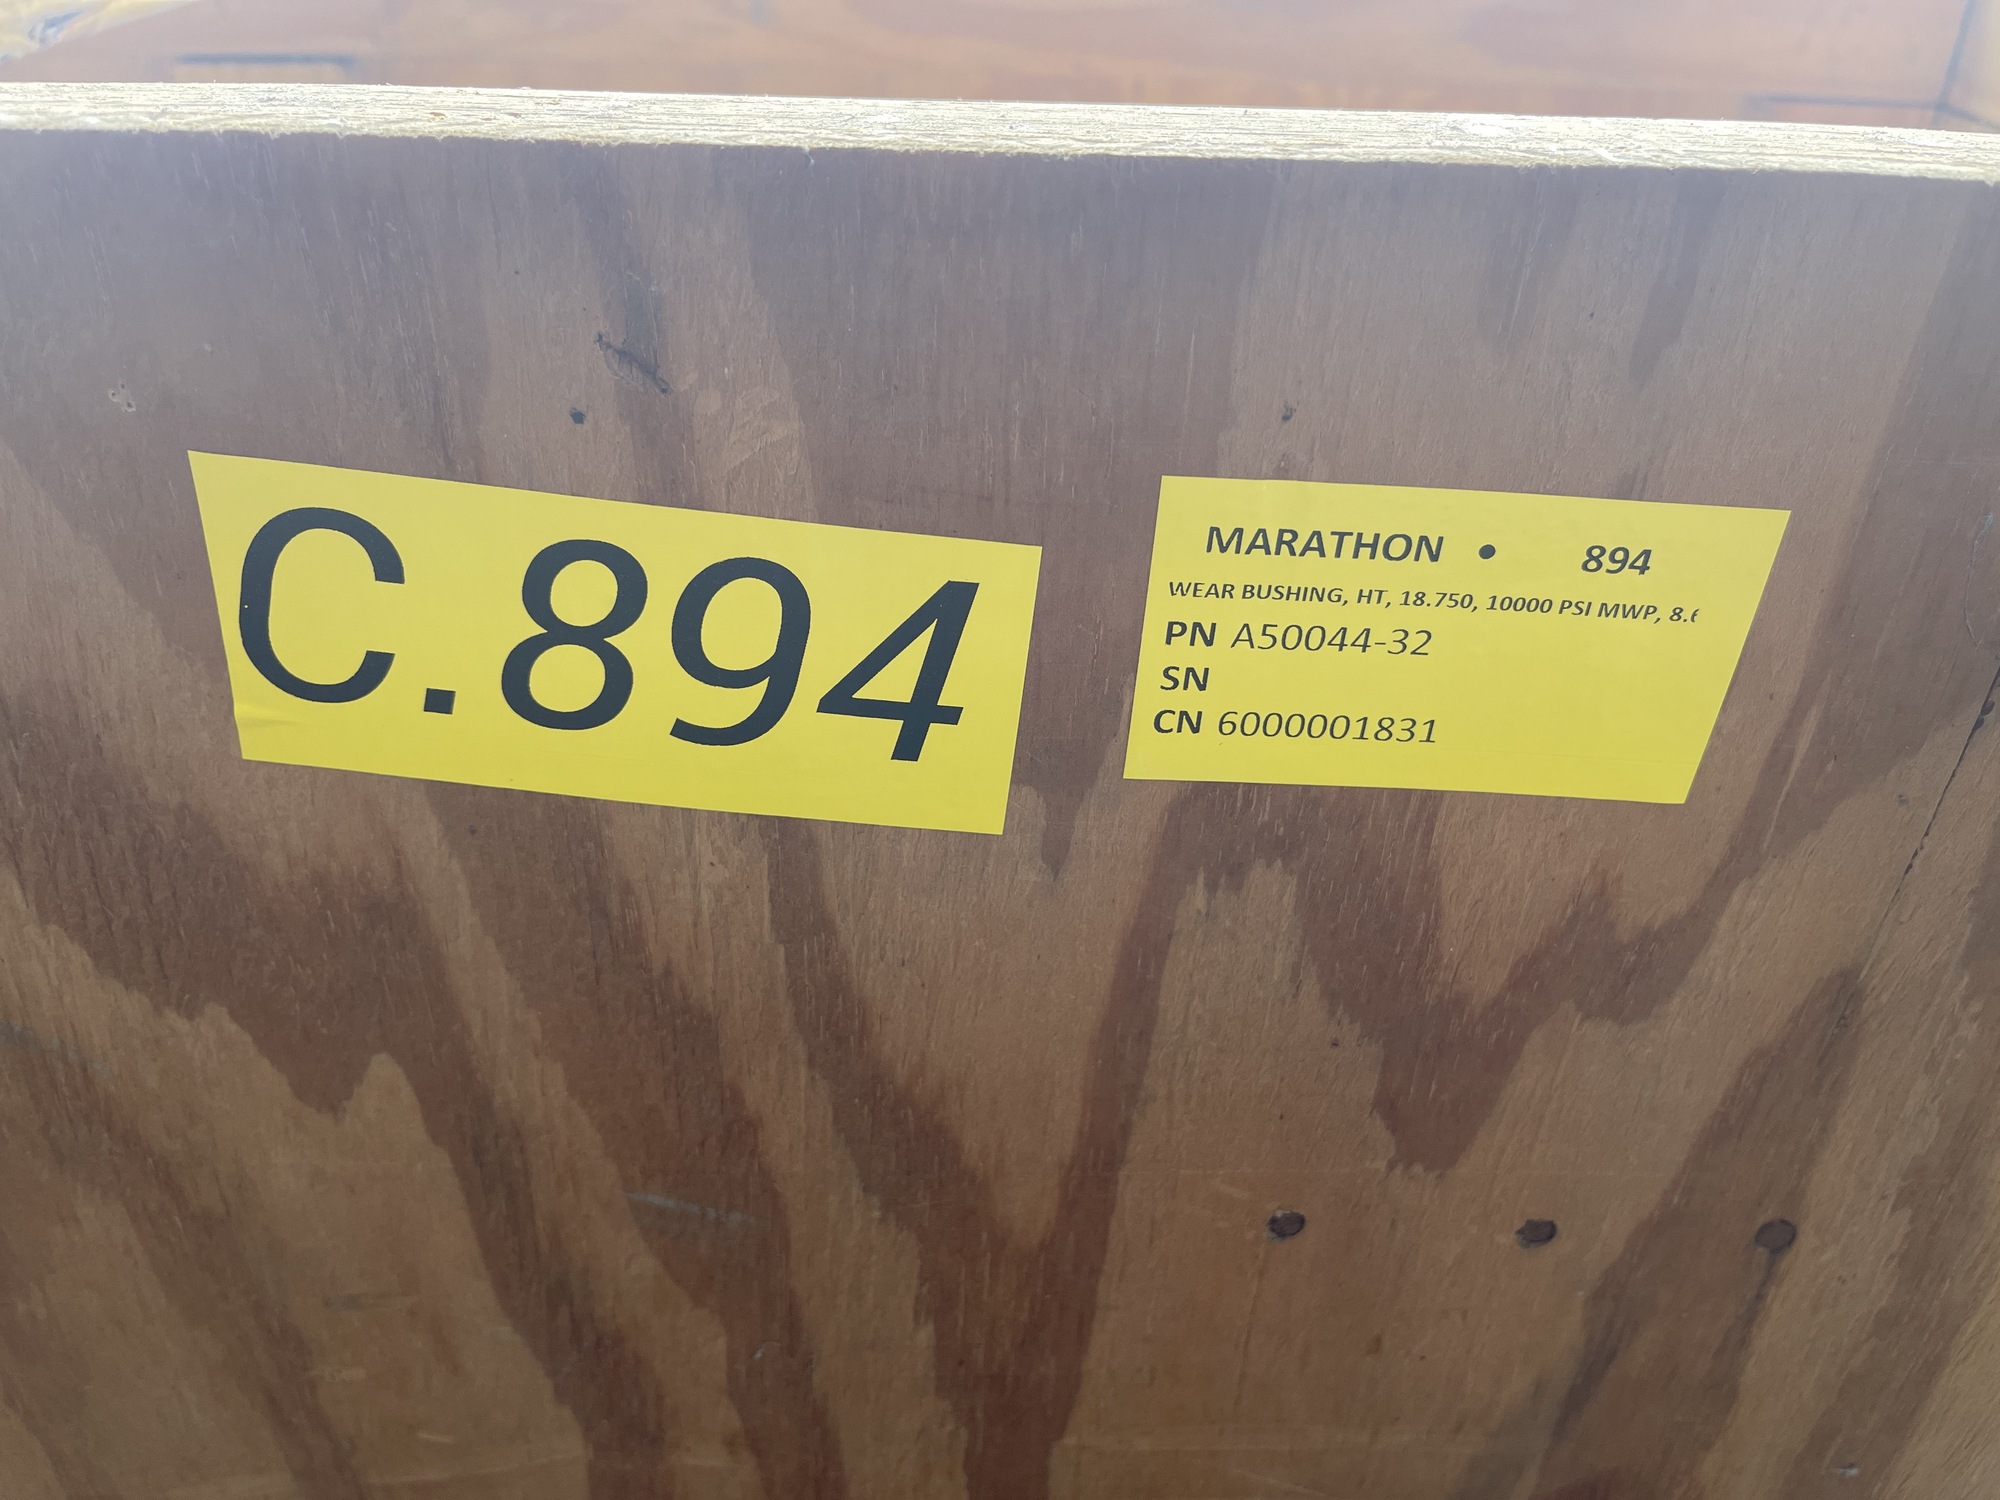 C.894
MARATHON • 894
WEAR BUSHING, HT, 18.750, 10000 PSI MWP,
PN A50044-32
SN
CN 6000001831